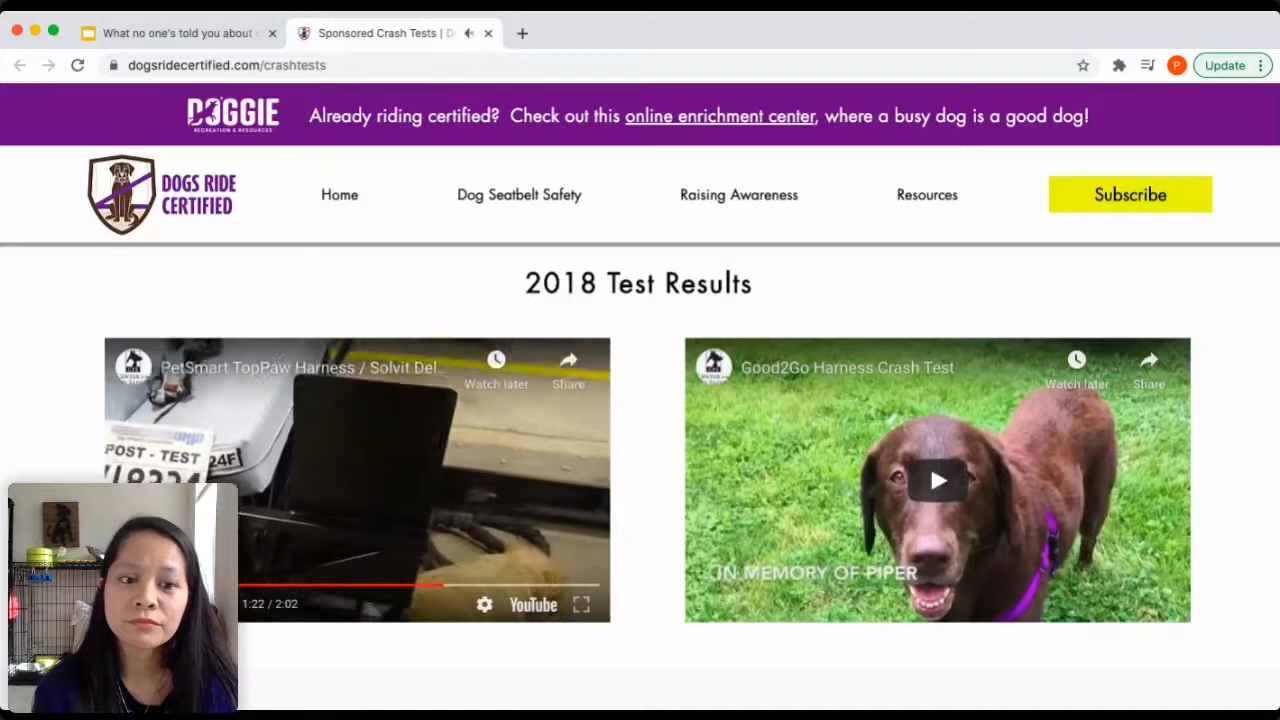 What no one's told you about
Sponsored Crash Tests | D
dogsridecertified.com/crashtests
P
Update
DOGGIE
RECREATION & RESOURCES
Already riding certified? Check out this online enrichment center, where a busy dog is a good dog!
DOGS RIDE
CERTIFIED
Home
Dog Seatbelt Safety
Raising Awareness
Resources
Subscribe
2018 Test Results
PetSmart TopPaw Harness / Solvit Del...
Watch later
Share
POST - TEST
24F
1:22 / 2:02
YouTube
Good2Go Harness Crash Test
Watch later
Share
IN MEMORY OF PIPER